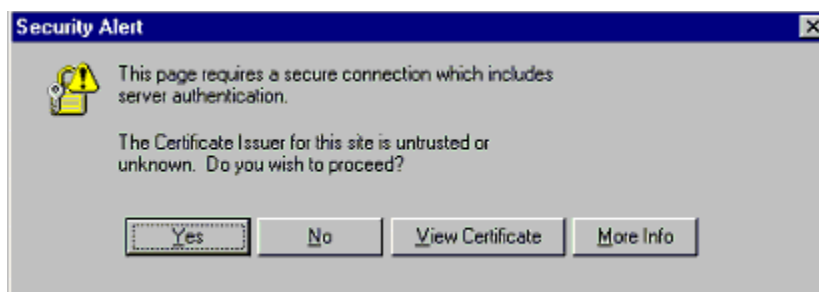 Security Alert
This page requires a secure connection which includes
server authentication.
The Certificate Issuer for this site is untrusted or
unknown. Do you wish to proceed?
Yes No View Certificate More Info